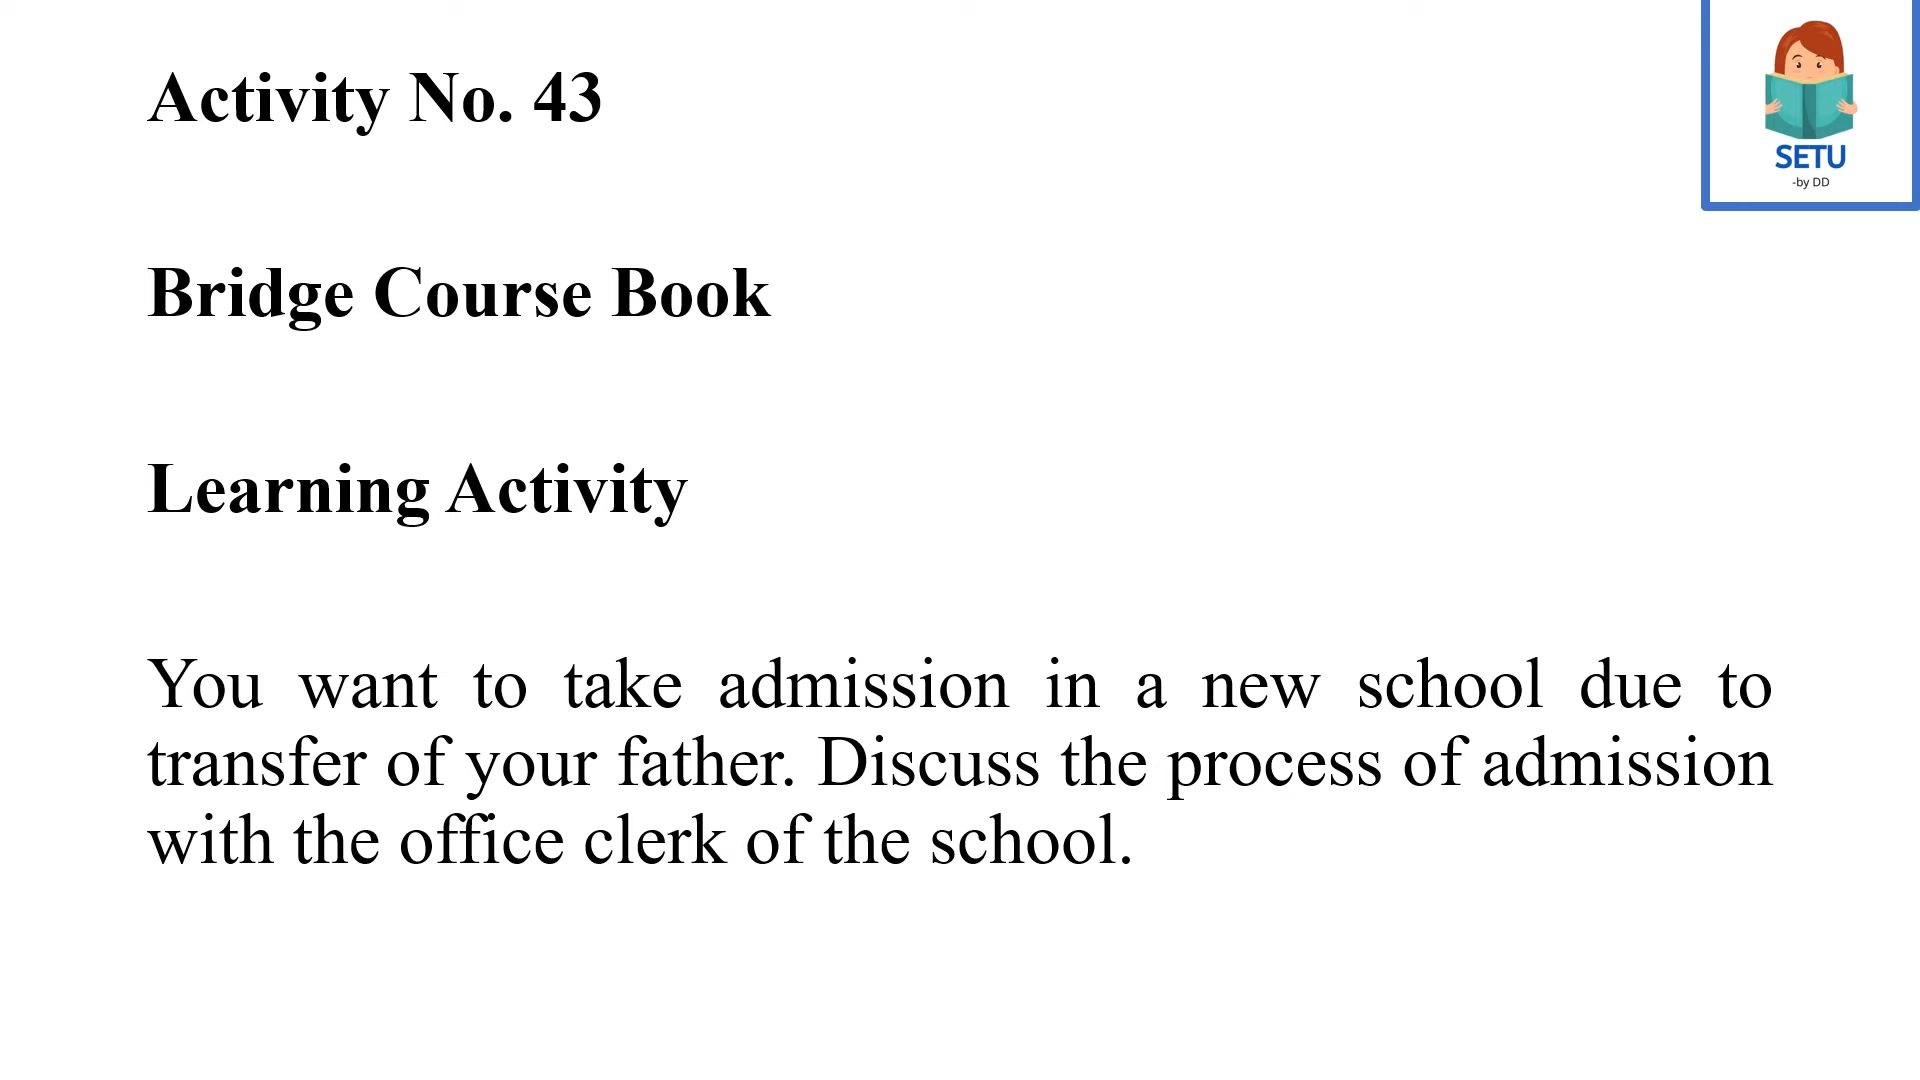 Activity No. 43
SETU
-by DD
Bridge Course Book
Learning Activity
You want to take admission in a new school due to
transfer of your father. Discuss the process of admission
with the office clerk of the school.